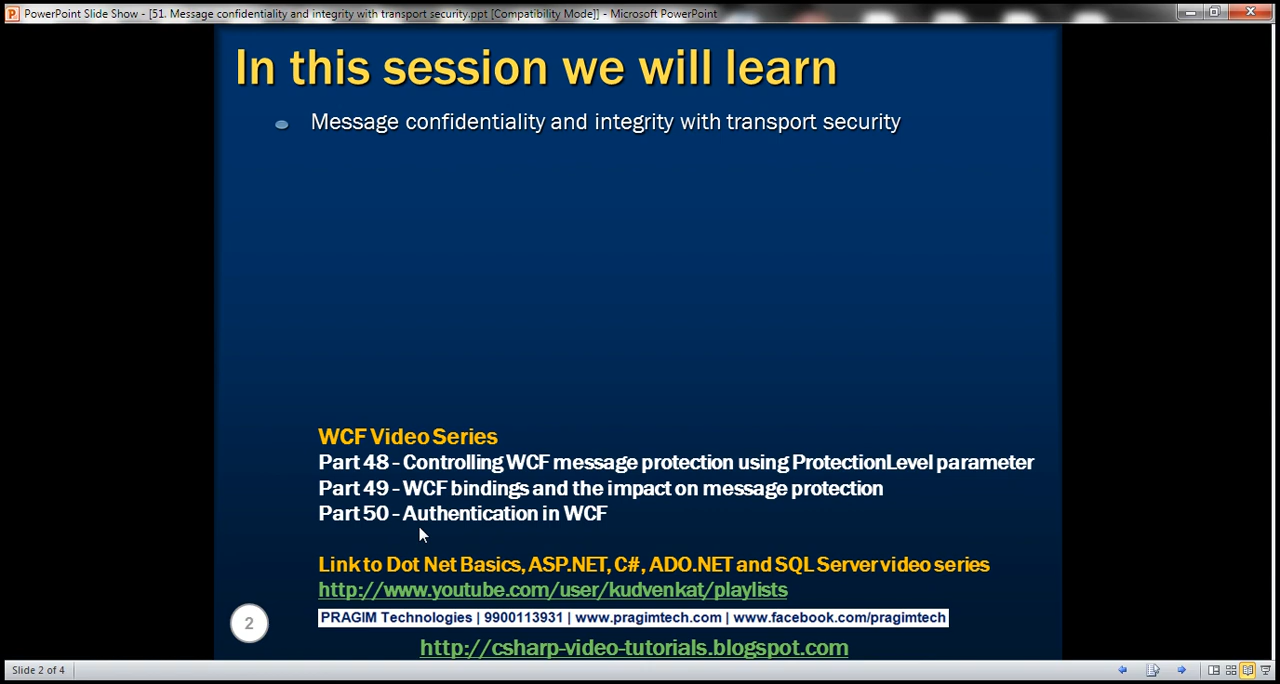 PowerPoint Slide Show - [51. Message confidentiality and integrity with transport security.ppt [Compatibility Mode]] - Microsoft PowerPoint
In this session we will learn
Message confidentiality and integrity with transport security
WCF Video Series
Part 48 - Controlling WCF message protection using ProtectionLevel parameter
Part 49 - WCF bindings and the impact on message protection
Part 50 - Authentication in WCF
Link to Dot Net Basics, ASP.NET, C#, ADO.NET and SQL Server video series
http://www.youtube.com/user/kudvenkat/playlists
PRAGIM Technologies | 9900113931 | www.pragimtech.com | www.facebook.com/pragimtech
2
http://csharp-video-tutorials.blogspot.com
Slide 2 of 4